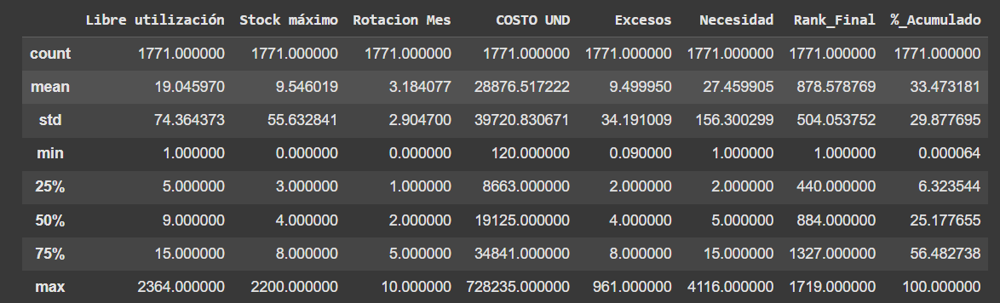 Libre utilización Stock máximo Rotacion Mes COSTO UND Excesos Necesidad Rank_Final %_Acumulado
count 1771.000000 1771.000000 1771.000000 1771.000000 1771.000000 1771.000000 1771.000000 1771.000000
mean 19.045970 9.546019 3.184077 28876.517222 9.499950 27.459905 878.578769 33.473181
std 74.364373 55.632841 2.904700 39720.830671 34.191009 156.300299 504.053752 29.877695
min 1.000000 0.000000 0.000000 120.000000 0.090000 1.000000 1.000000 0.000064
25% 5.000000 3.000000 1.000000 8663.000000 2.000000 2.000000 440.000000 6.323544
50% 9.000000 4.000000 2.000000 19125.000000 4.000000 5.000000 884.000000 25.177655
75% 15.000000 8.000000 5.000000 34841.000000 8.000000 15.000000 1327.000000 56.482738
max 2364.000000 2200.000000 10.000000 728235.000000 961.000000 4116.000000 1719.000000 100.000000